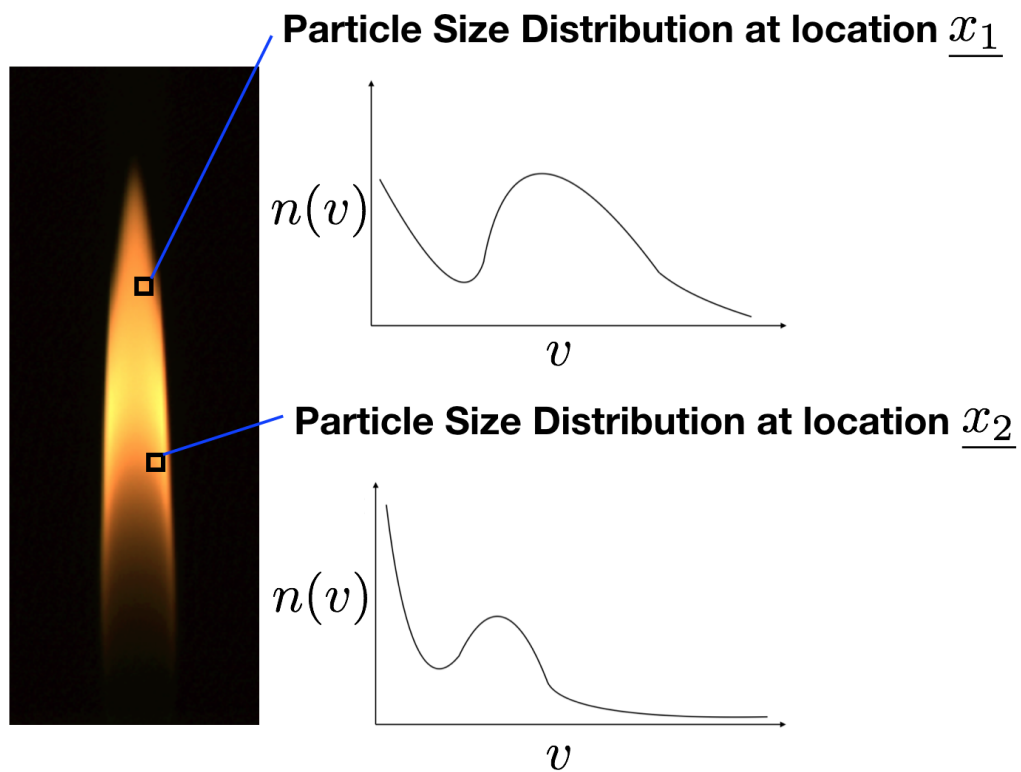 Particle Size Distribution at location x₁
n(v)
v
Particle Size Distribution at location x₂
n(v)
v